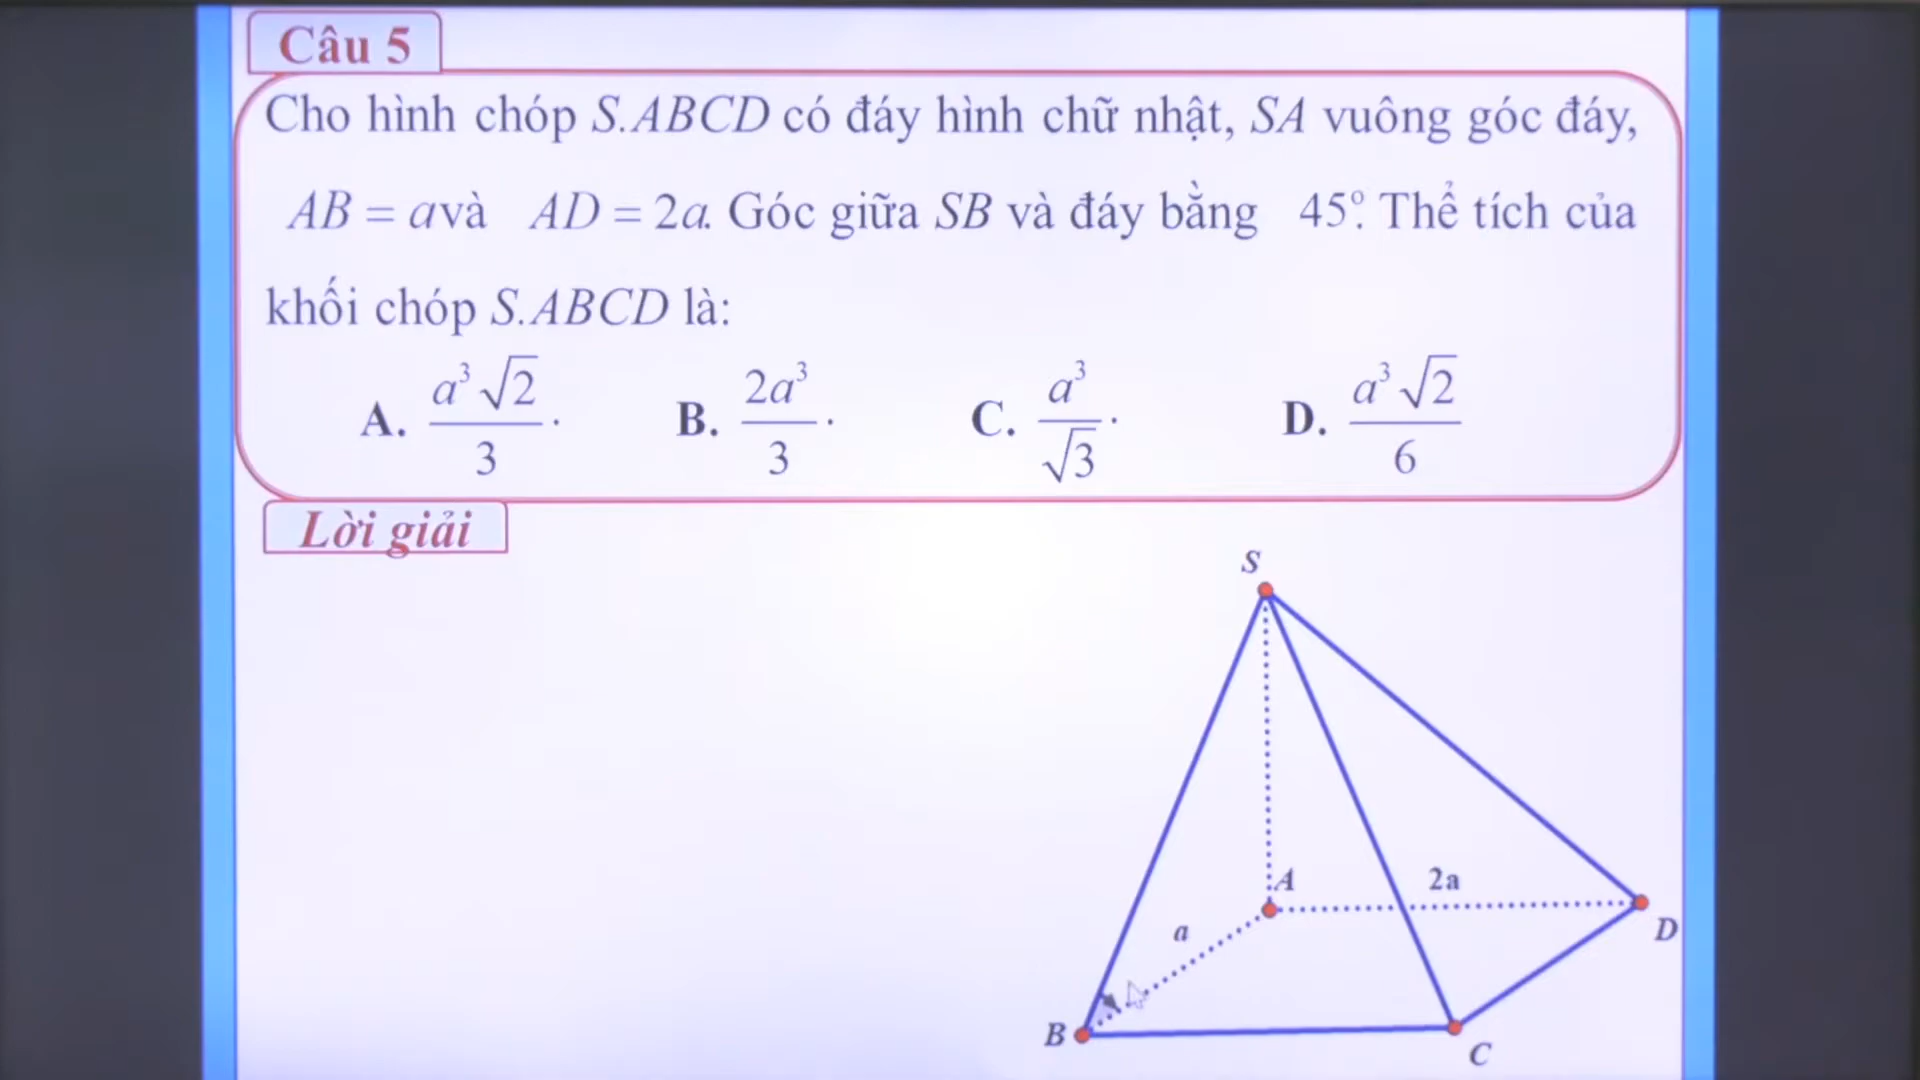 Câu 5
Cho hình chóp S.ABCD có đáy hình chữ nhật, SA vuông góc đáy,
AB = a và AD = 2a. Góc giữa SB và đáy bằng 45°. Thể tích của
khối chóp S.ABCD là:
A. a³√2/3. B. 2a³/3. C. a³/√3. D. a³√2/6
Lời giải
S
A 2a
a D
B C